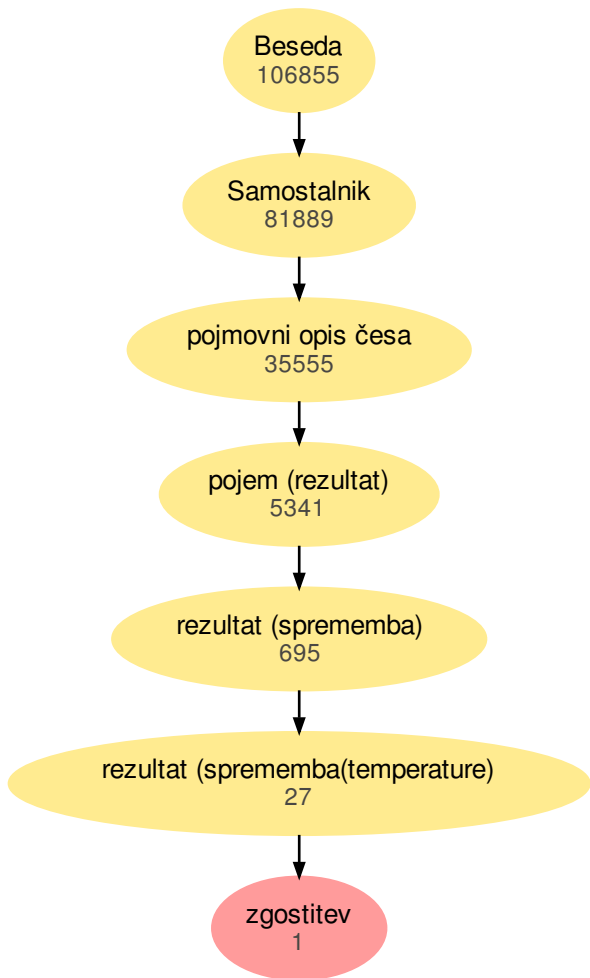 Beseda
106855
Samostalnik
81889
pojmovni opis česa
35555
pojem (rezultat)
5341
rezultat (sprememba)
695
rezultat (sprememba(temperature)
27
zgostitev
1